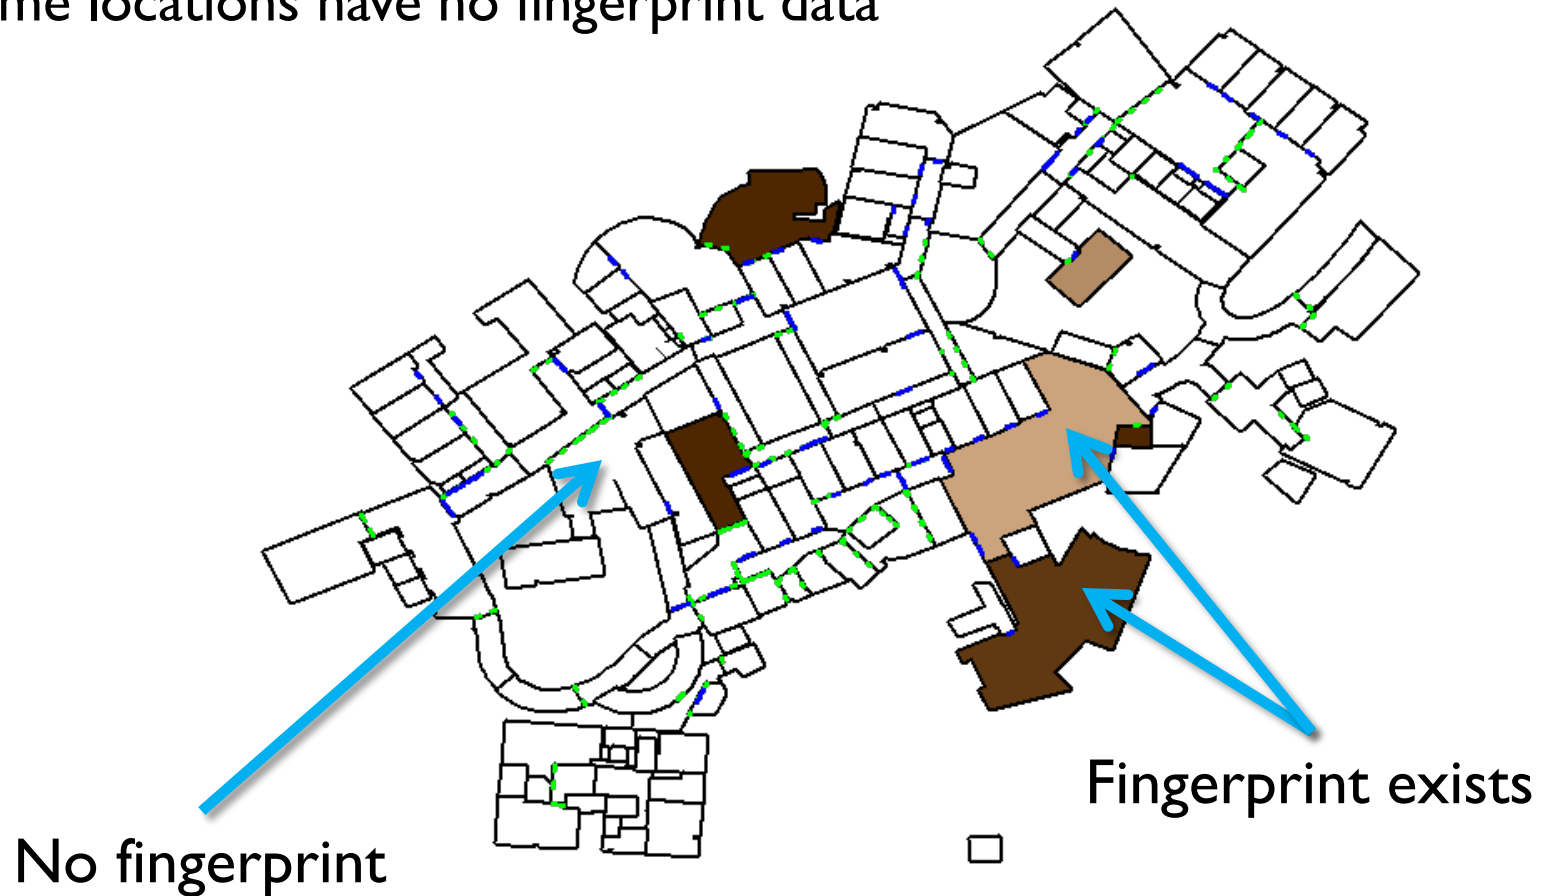 me locations have no fingerprint data
Fingerprint exists
No fingerprint